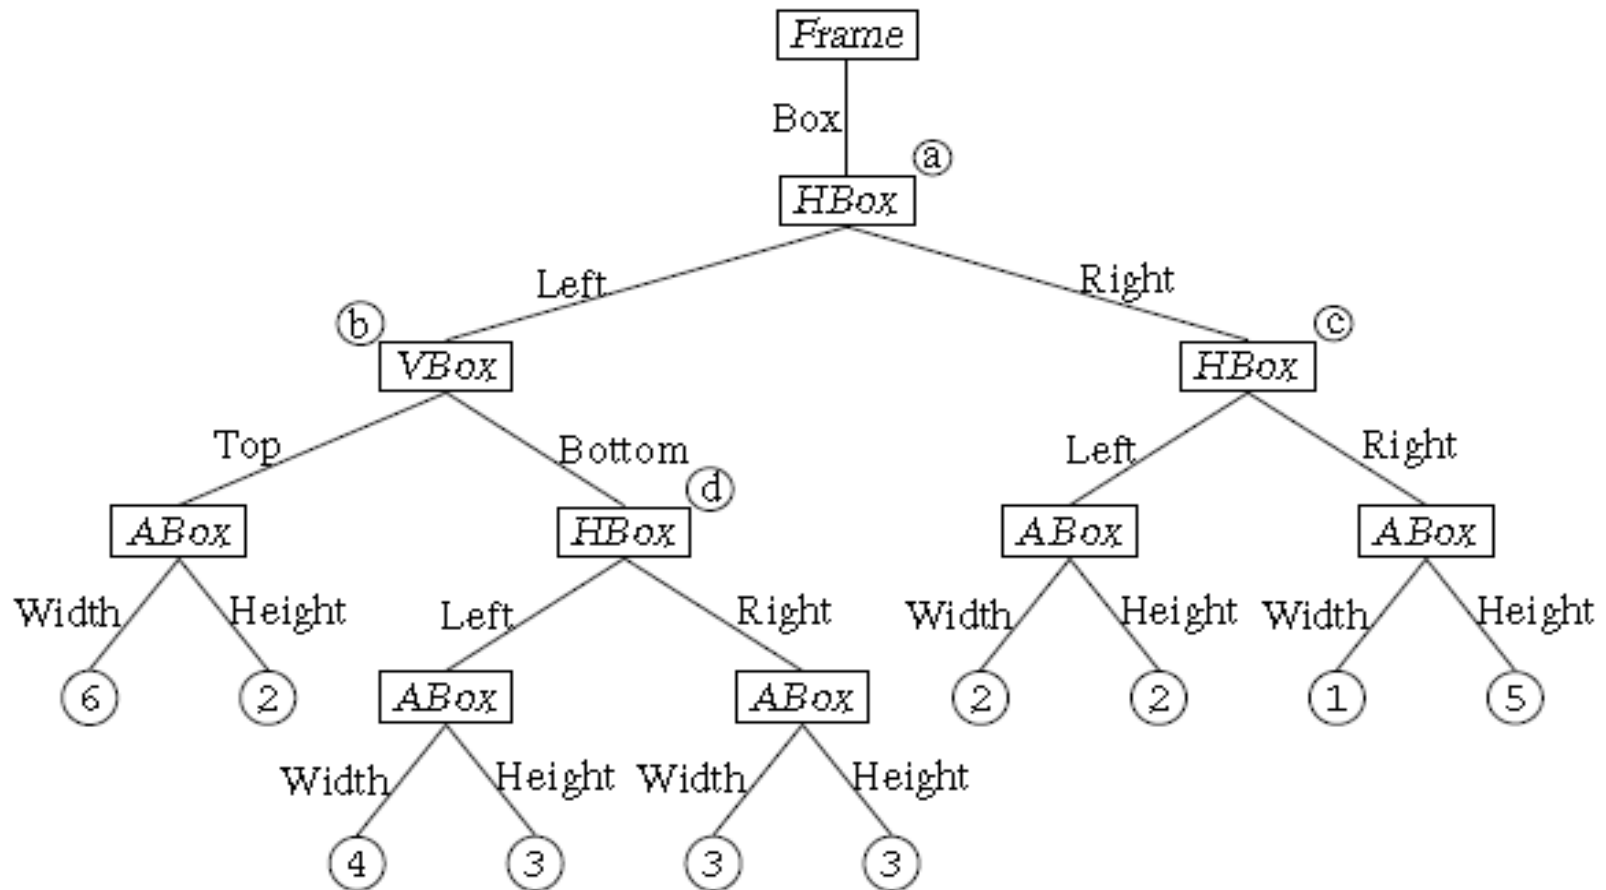 Frame
Box
a
HBox
Left Right
b c
VBox HBox
Top Bottom Left Right
d
ABox HBox ABox ABox
Width Height Left Right Width Height Width Height
6 2 ABox ABox 2 2 1 5
Width Height Width Height
4 3 3 3